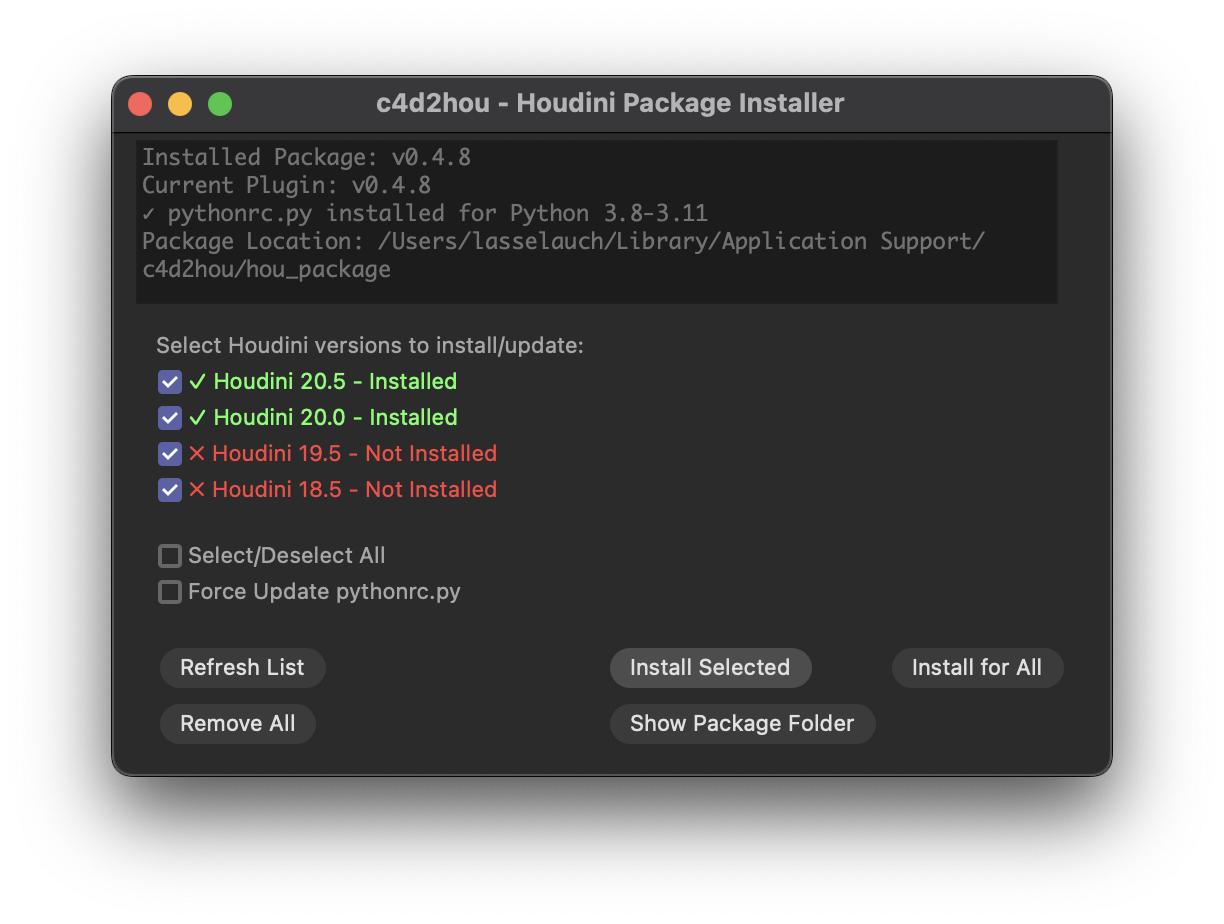 c4d2hou - Houdini Package Installer
Installed Package: v0.4.8
Current Plugin: v0.4.8
✓ pythonrc.py installed for Python 3.8-3.11
Package Location: /Users/lasselauch/Library/Application Support/
c4d2hou/hou_package
Select Houdini versions to install/update:
✓ Houdini 20.5 - Installed
✓ Houdini 20.0 - Installed
✕ Houdini 19.5 - Not Installed
✕ Houdini 18.5 - Not Installed
Select/Deselect All
Force Update pythonrc.py
Refresh List Install Selected Install for All
Remove All Show Package Folder